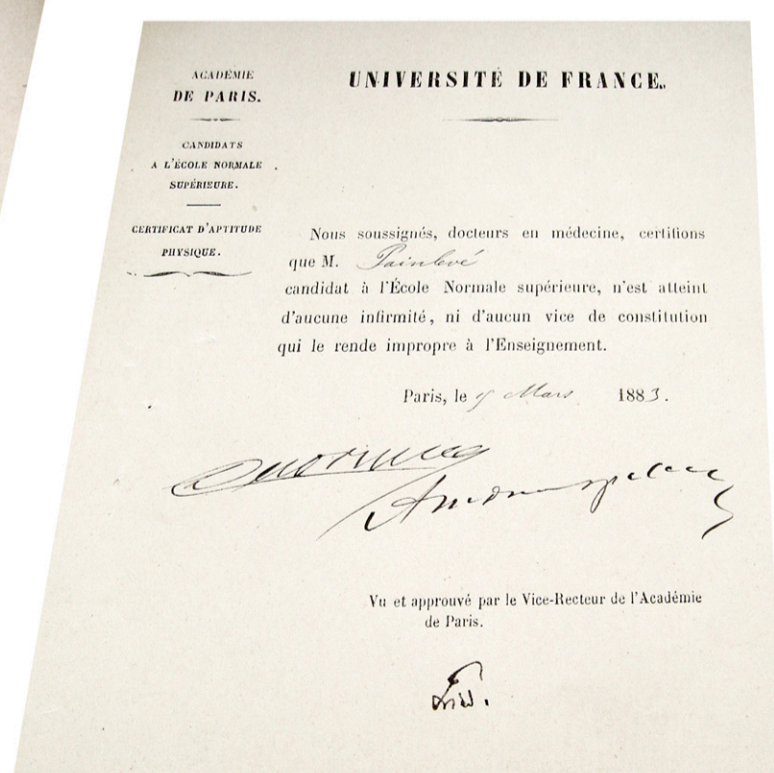 ACADÉMIE
DE PARIS.
CANDIDATS
A L'ÉCOLE NORMALE
SUPÉRIEURE.
CERTIFICAT D'APTITUDE
PHYSIQUE.
UNIVERSITÉ DE FRANCE.
Nous soussignés, docteurs en médecine, certifions
que M. Painlevé
candidat à l'École Normale supérieure, n'est atteint
d'aucune infirmité, ni d'aucun vice de constitution
qui le rende impropre à l'Enseignement.
Paris, le Mars 1883.
Vu et approuvé par le Vice-Recteur de l'Académie
de Paris.